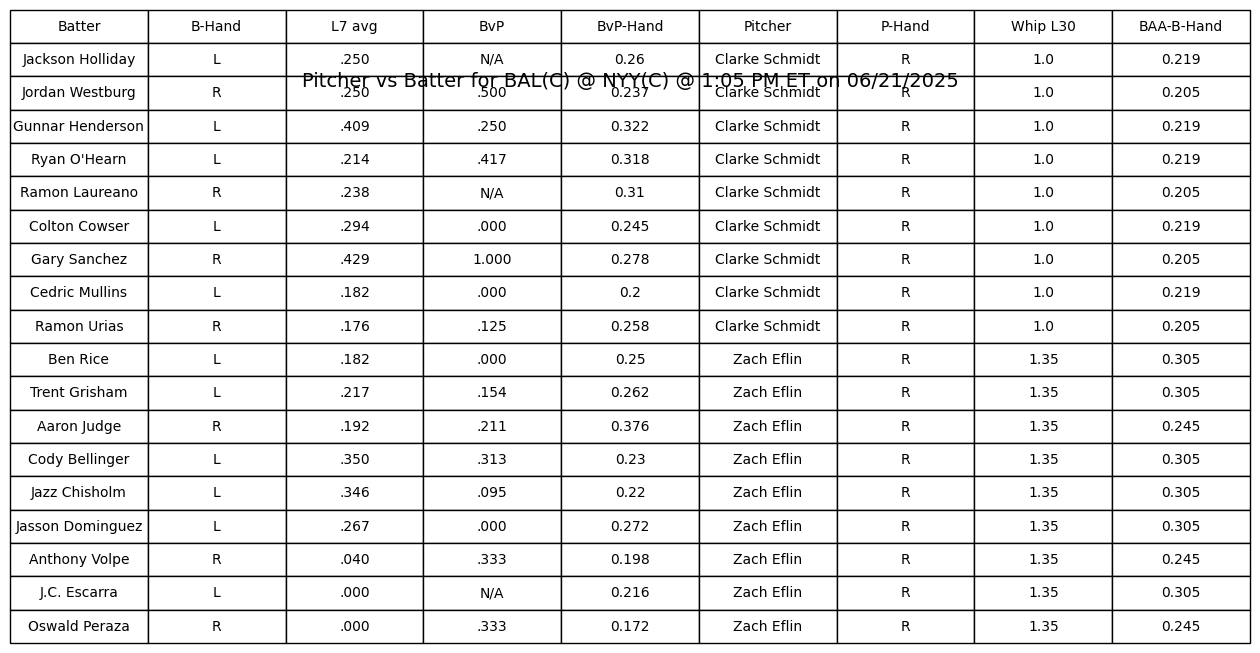 Batter B-Hand L7 avg BvP BvP-Hand Pitcher P-Hand Whip L30 BAA-B-Hand
Jackson Holliday L .250 N/A 0.26 Clarke Schmidt R 1.0 0.219
Pitcher vs Batter for BAL(C) @ NYY(C) @ 1:05 PM ET on 06/21/2025
Jordan Westburg R .250 .500 0.237 Clarke Schmidt R 1.0 0.205
Gunnar Henderson L .409 .250 0.322 Clarke Schmidt R 1.0 0.219
Ryan O'Hearn L .214 .417 0.318 Clarke Schmidt R 1.0 0.219
Ramon Laureano R .238 N/A 0.31 Clarke Schmidt R 1.0 0.205
Colton Cowser L .294 .000 0.245 Clarke Schmidt R 1.0 0.219
Gary Sanchez R .429 1.000 0.278 Clarke Schmidt R 1.0 0.205
Cedric Mullins L .182 .000 0.2 Clarke Schmidt R 1.0 0.219
Ramon Urias R .176 .125 0.258 Clarke Schmidt R 1.0 0.205
Ben Rice L .182 .000 0.25 Zach Eflin R 1.35 0.305
Trent Grisham L .217 .154 0.262 Zach Eflin R 1.35 0.305
Aaron Judge R .192 .211 0.376 Zach Eflin R 1.35 0.245
Cody Bellinger L .350 .313 0.23 Zach Eflin R 1.35 0.305
Jazz Chisholm L .346 .095 0.22 Zach Eflin R 1.35 0.305
Jasson Dominguez L .267 .000 0.272 Zach Eflin R 1.35 0.305
Anthony Volpe R .040 .333 0.198 Zach Eflin R 1.35 0.245
J.C. Escarra L .000 N/A 0.216 Zach Eflin R 1.35 0.305
Oswald Peraza R .000 .333 0.172 Zach Eflin R 1.35 0.245